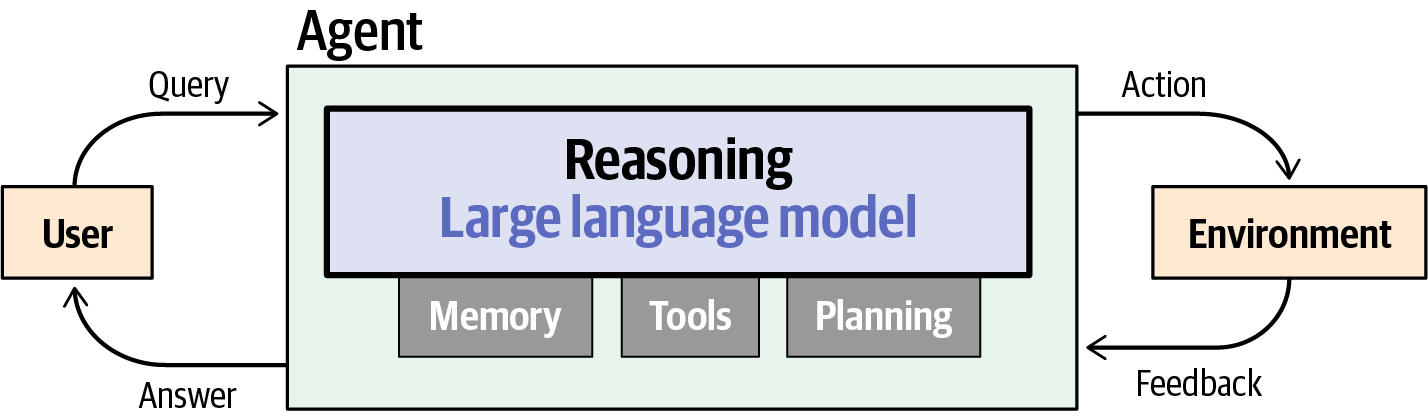 Agent
Query
Action
Reasoning
Large language model
User
Environment
Memory
Tools
Planning
Answer
Feedback